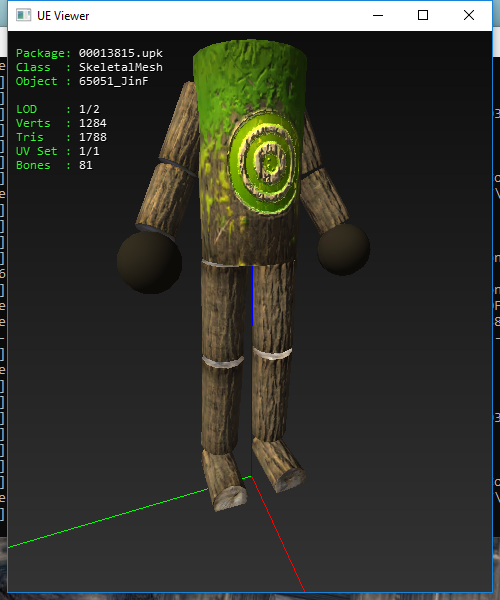 UE Viewer
Package: 00013815.upk
Class : SkeletalMesh
Object : 65051_JinF
LOD : 1/2
Verts : 1284
Tris : 1788
UV Set : 1/1
Bones : 81